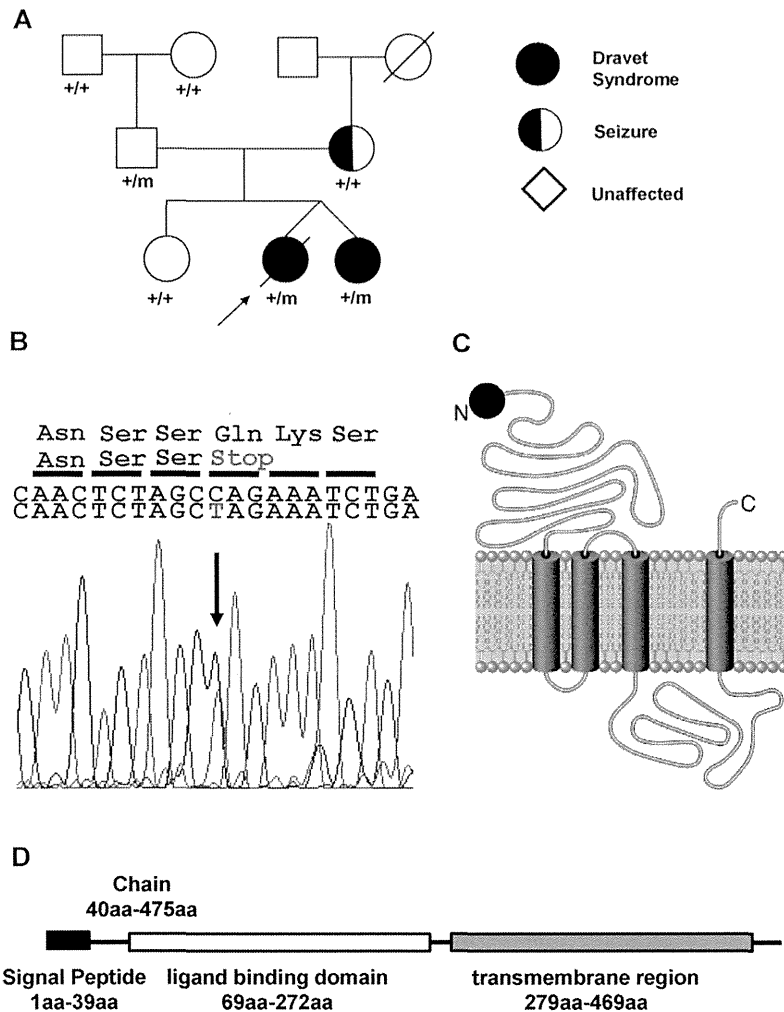 A
+/+ +/+
+/m +/+
+/+ +/m +/m
Dravet
Syndrome
Seizure
Unaffected
B
Asn Ser Ser Gln Lys Ser
Asn Ser Ser Stop
CAACTCTAGCCAGAAATCTGA
CAACTCTAGCTAGAAATCTGA
C
N
C
D
Chain
40aa-475aa
Signal Peptide
1aa-39aa
ligand binding domain
69aa-272aa
transmembrane region
279aa-469aa